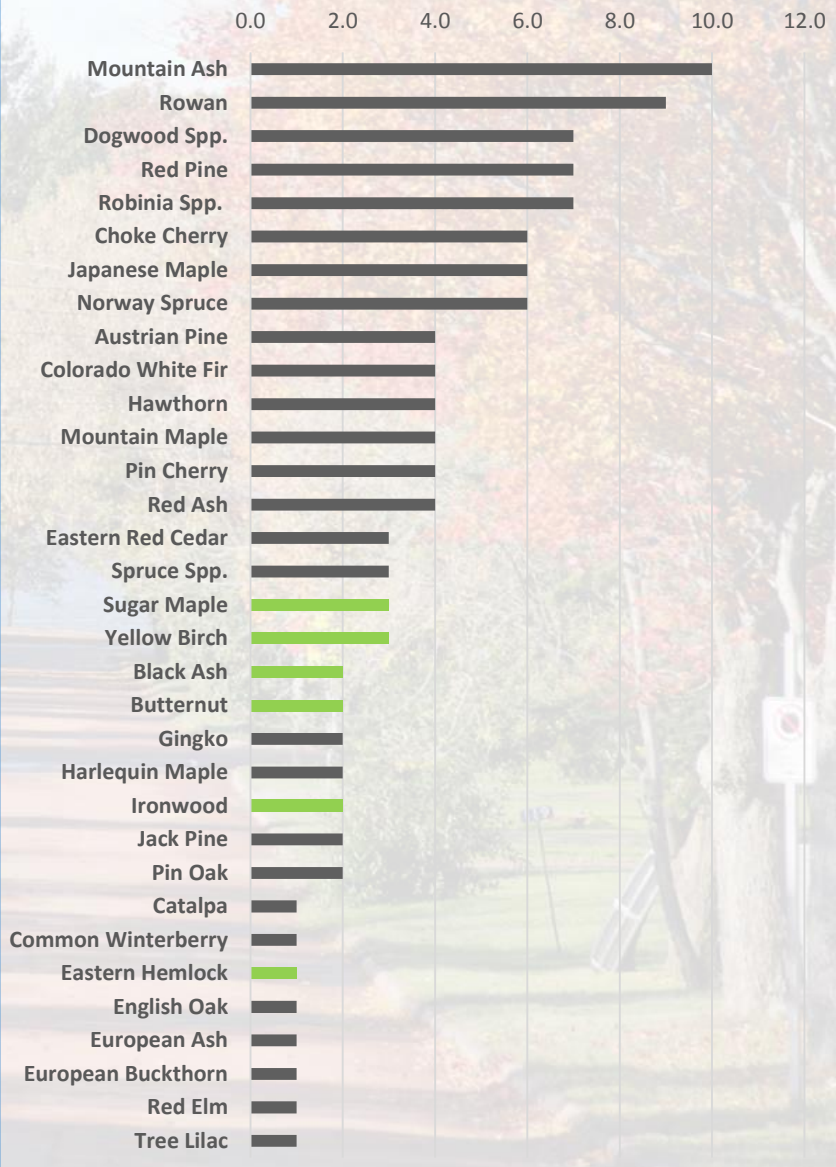 0.0 2.0 4.0 6.0 8.0 10.0 12.0
Mountain Ash
Rowan
Dogwood Spp.
Red Pine
Robinia Spp.
Choke Cherry
Japanese Maple
Norway Spruce
Austrian Pine
Colorado White Fir
Hawthorn
Mountain Maple
Pin Cherry
Red Ash
Eastern Red Cedar
Spruce Spp.
Sugar Maple
Yellow Birch
Black Ash
Butternut
Gingko
Harlequin Maple
Ironwood
Jack Pine
Pin Oak
Catalpa
Common Winterberry
Eastern Hemlock
English Oak
European Ash
European Buckthorn
Red Elm
Tree Lilac